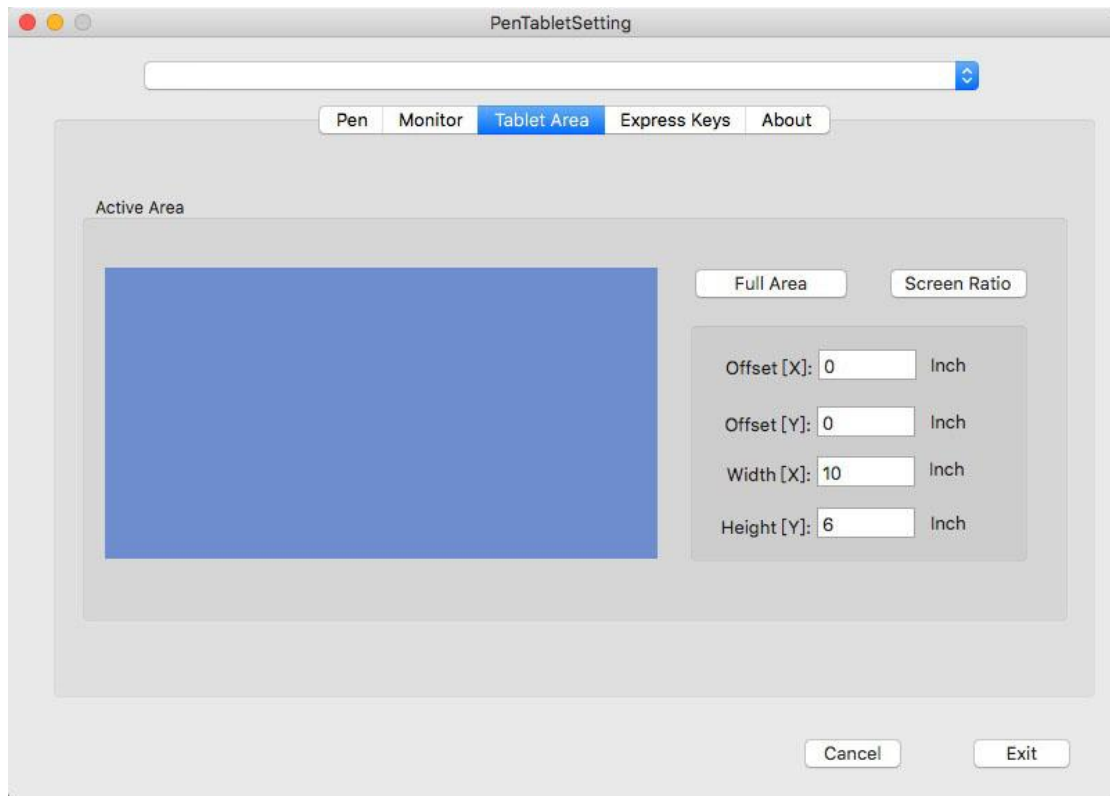 PenTabletSetting
Pen Monitor Tablet Area Express Keys About
Active Area
Full Area Screen Ratio
Offset [X]: 0 Inch
Offset [Y]: 0 Inch
Width [X]: 10 Inch
Height [Y]: 6 Inch
Cancel Exit